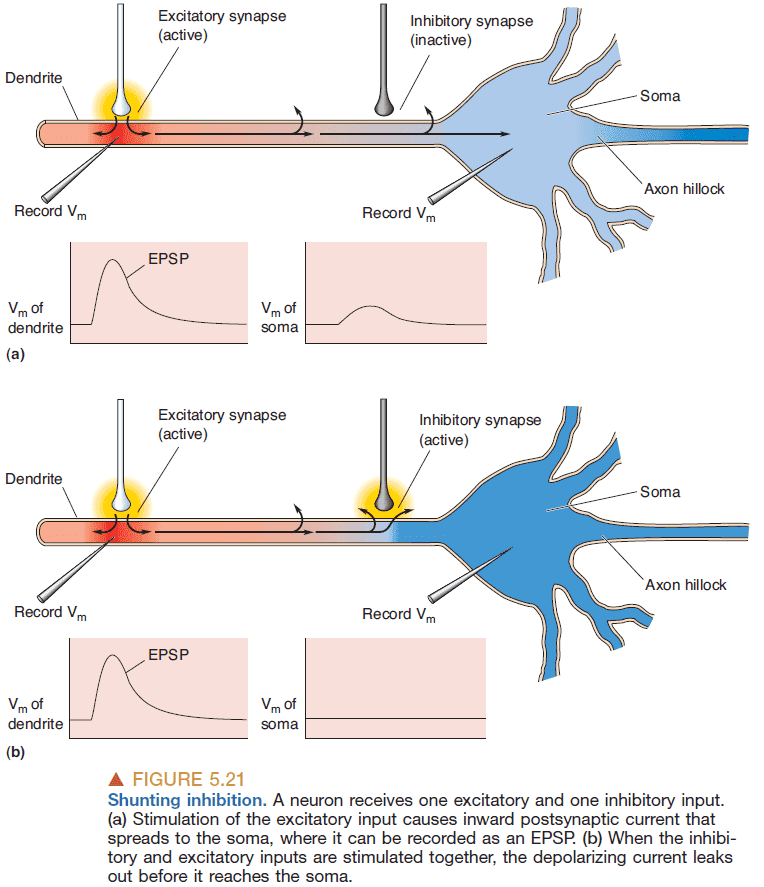 Excitatory synapse
(active)
Inhibitory synapse
(inactive)
Dendrite
Soma
Axon hillock
Record Vm
Record Vm
EPSP
Vm of
dendrite
Vm of
soma
(a)
Excitatory synapse
(active)
Inhibitory synapse
(active)
Dendrite
Soma
Axon hillock
Record Vm
Record Vm
EPSP
Vm of
dendrite
Vm of
soma
(b)
▲ FIGURE 5.21
Shunting inhibition. A neuron receives one excitatory and one inhibitory input.
(a) Stimulation of the excitatory input causes inward postsynaptic current that
spreads to the soma, where it can be recorded as an EPSP. (b) When the inhibi-
tory and excitatory inputs are stimulated together, the depolarizing current leaks
out before it reaches the soma.